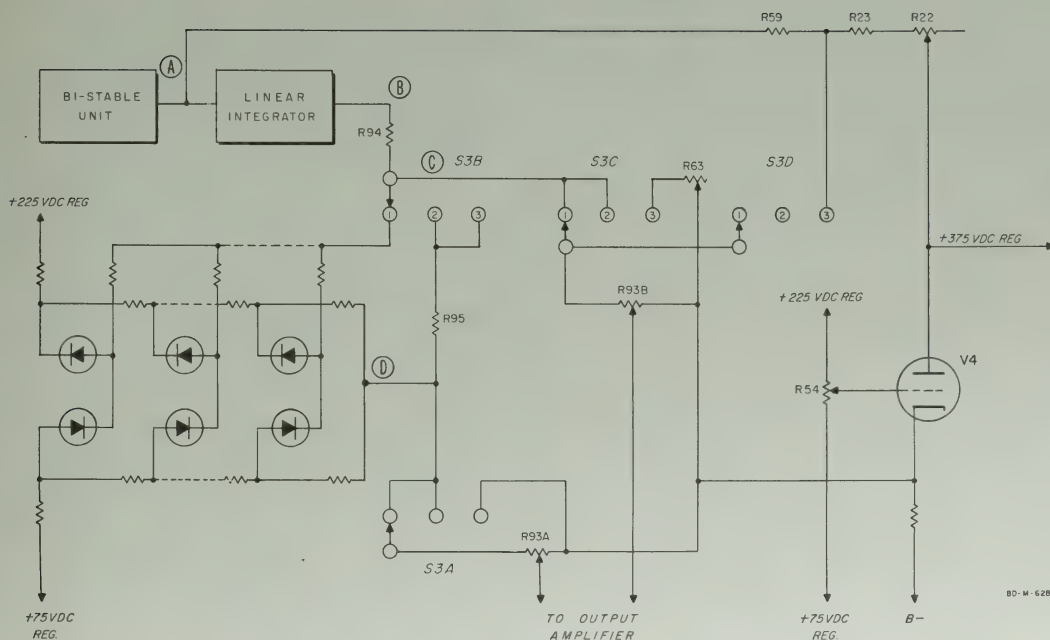 R59
R23
R22
A
BI-STABLE
UNIT
LINEAR
INTEGRATOR
B
R94
C
S3B
S3C
R63
S3D
+225 VDC REG
1
2
3
1
2
3
1
2
3
+375 VDC REG
R93B
+225 VDC REG
R95
V4
D
R54
R93A
S3A
BD-M-628
+75VDC
REG.
TO OUTPUT
AMPLIFIER
+75VDC
REG.
B-